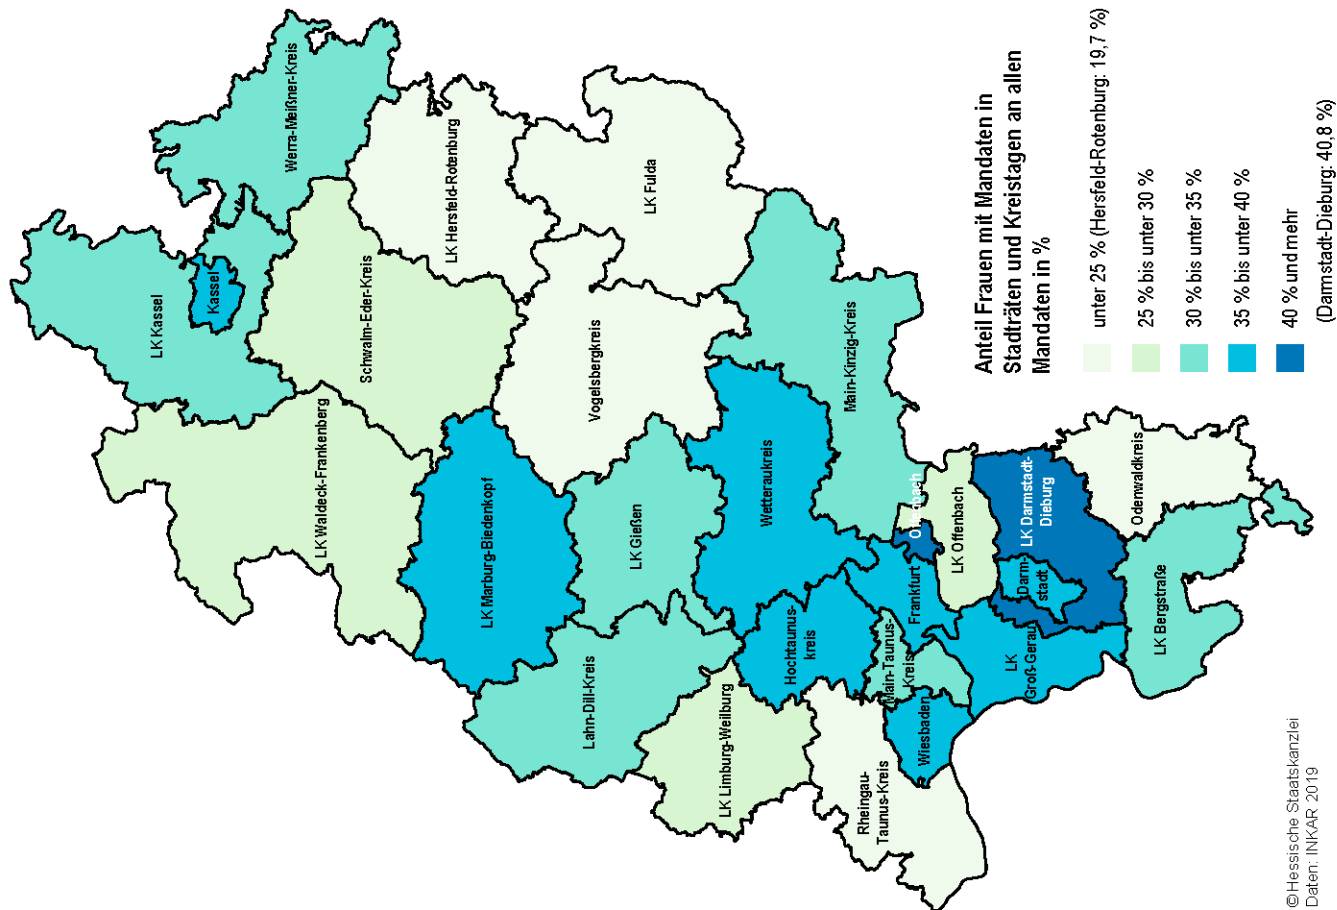 Werra-Meißner-Kreis
LK Kassel
Kassel
LK Hersfeld-Rotenburg
Schwalm-Eder-Kreis
LK Fulda
LK Waldeck-Frankenberg
Vogelsbergkreis
LK Marburg-Biedenkopf
Main-Kinzig-Kreis
LK Gießen
Wetteraukreis
Lahn-Dill-Kreis
Hochtaunus-
kreis
LK Limburg-Weilburg
Main-Taunus-
Kreis
Frankfurt
Offenbach
LK Offenbach
LK Darmstadt-
Dieburg
Odenwaldkreis
Darm-
stadt
LK
Groß-Gerau
LK Bergstraße
Wiesbaden
Rheingau-
Taunus-Kreis
Anteil Frauen mit Mandaten in
Stadträten und Kreistagen an allen
Mandaten in %
unter 25 % (Hersfeld-Rotenburg: 19,7 %)
25 % bis unter 30 %
30 % bis unter 35 %
35 % bis unter 40 %
40 % und mehr
(Darmstadt-Dieburg: 40,8 %)
©Hessische Staatskanzlei
Daten: INKAR 2019